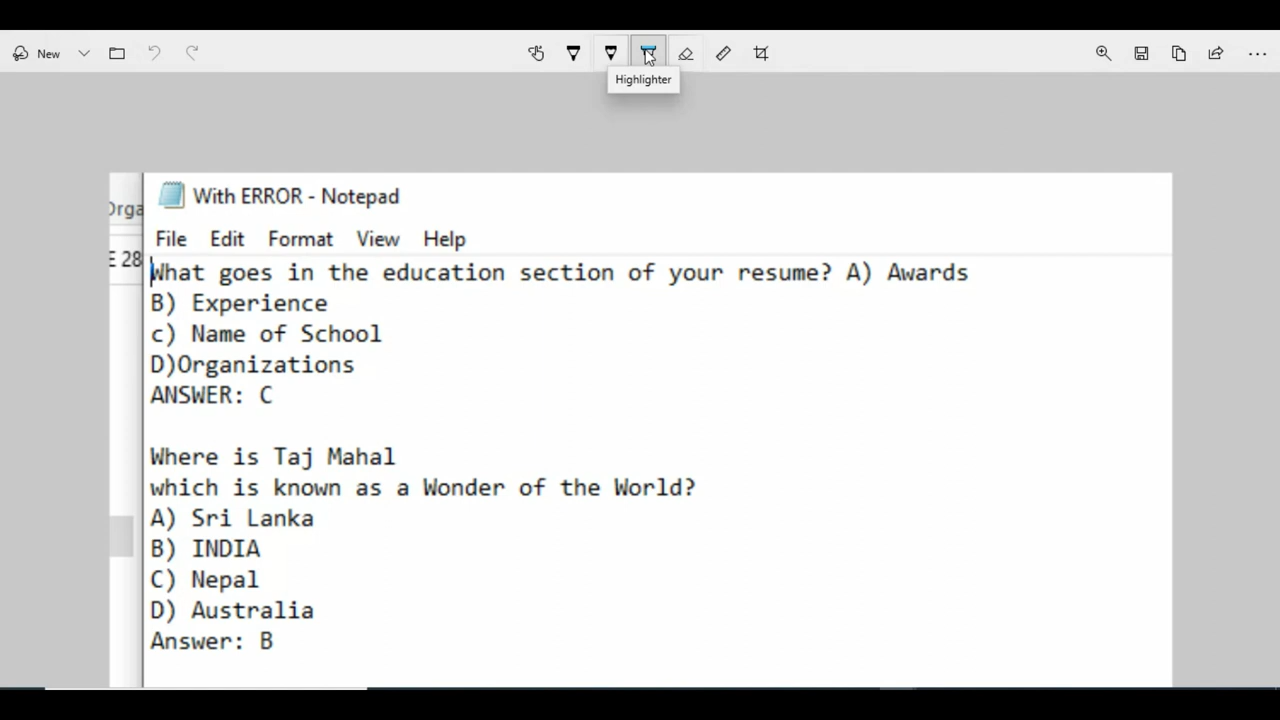 New
Highlighter
With ERROR - Notepad
Orga
File Edit Format View Help
E 28
What goes in the education section of your resume? A) Awards
B) Experience
c) Name of School
D)Organizations
ANSWER: C
Where is Taj Mahal
which is known as a Wonder of the World?
A) Sri Lanka
B) INDIA
C) Nepal
D) Australia
Answer: B